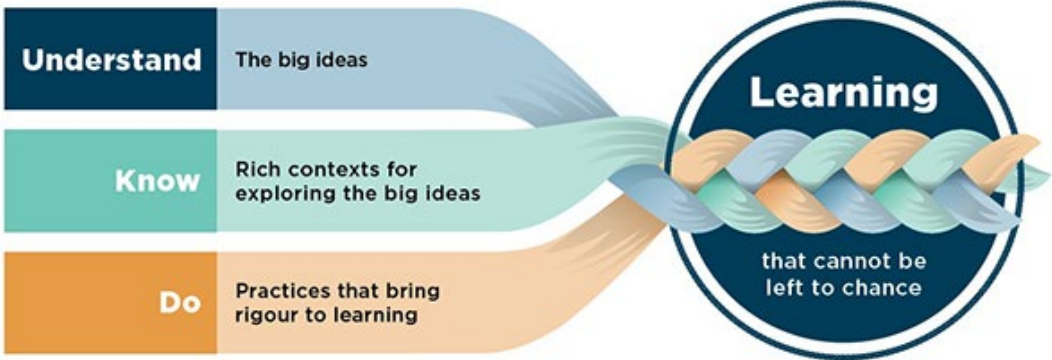 Understand
The big ideas
Know
Rich contexts for
exploring the big ideas
Do
Practices that bring
rigour to learning
Learning
that cannot be
left to chance